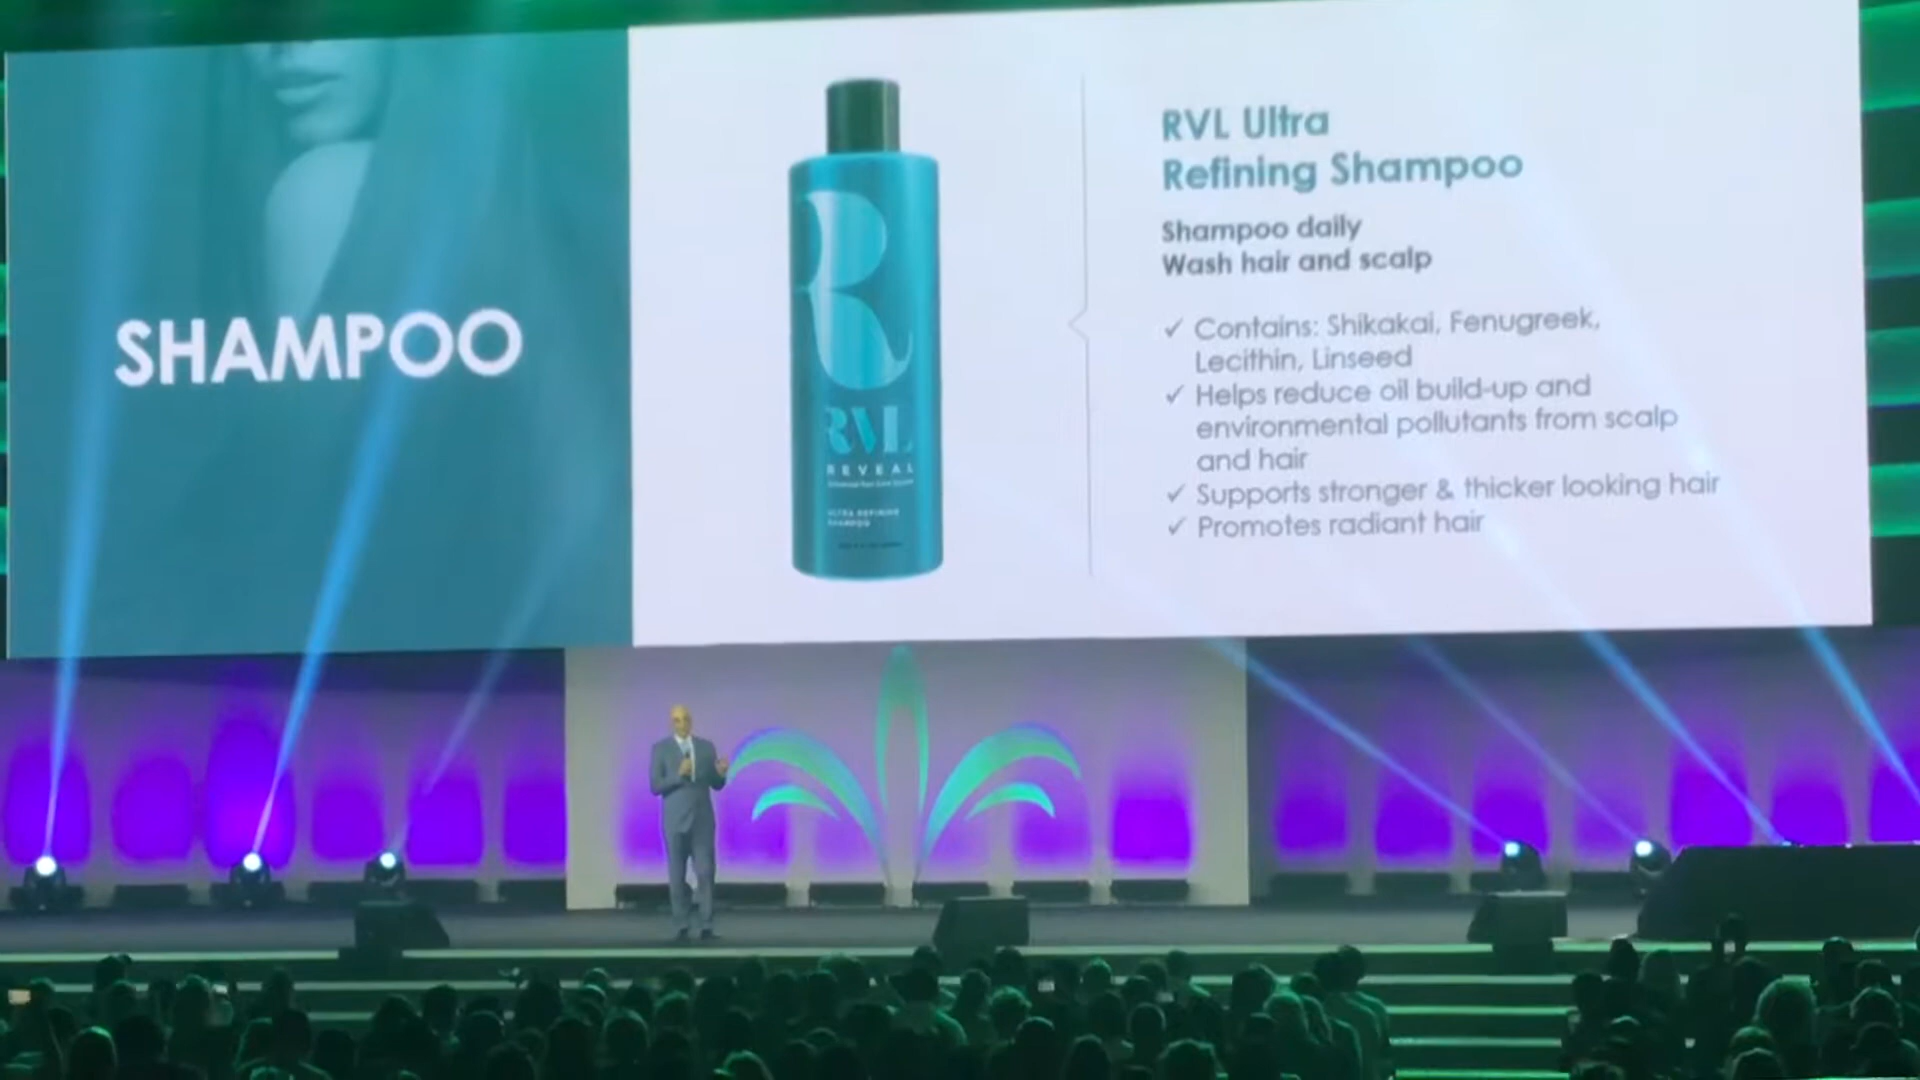 SHAMPOO
RVL
REVEAL
ULTRA REFINING
SHAMPOO
RVL Ultra
Refining Shampoo
Shampoo daily
Wash hair and scalp
✓ Contains: Shikakai, Fenugreek,
Lecithin, Linseed
✓ Helps reduce oil build-up and
environmental pollutants from scalp
and hair
✓ Supports stronger & thicker looking hair
✓ Promotes radiant hair